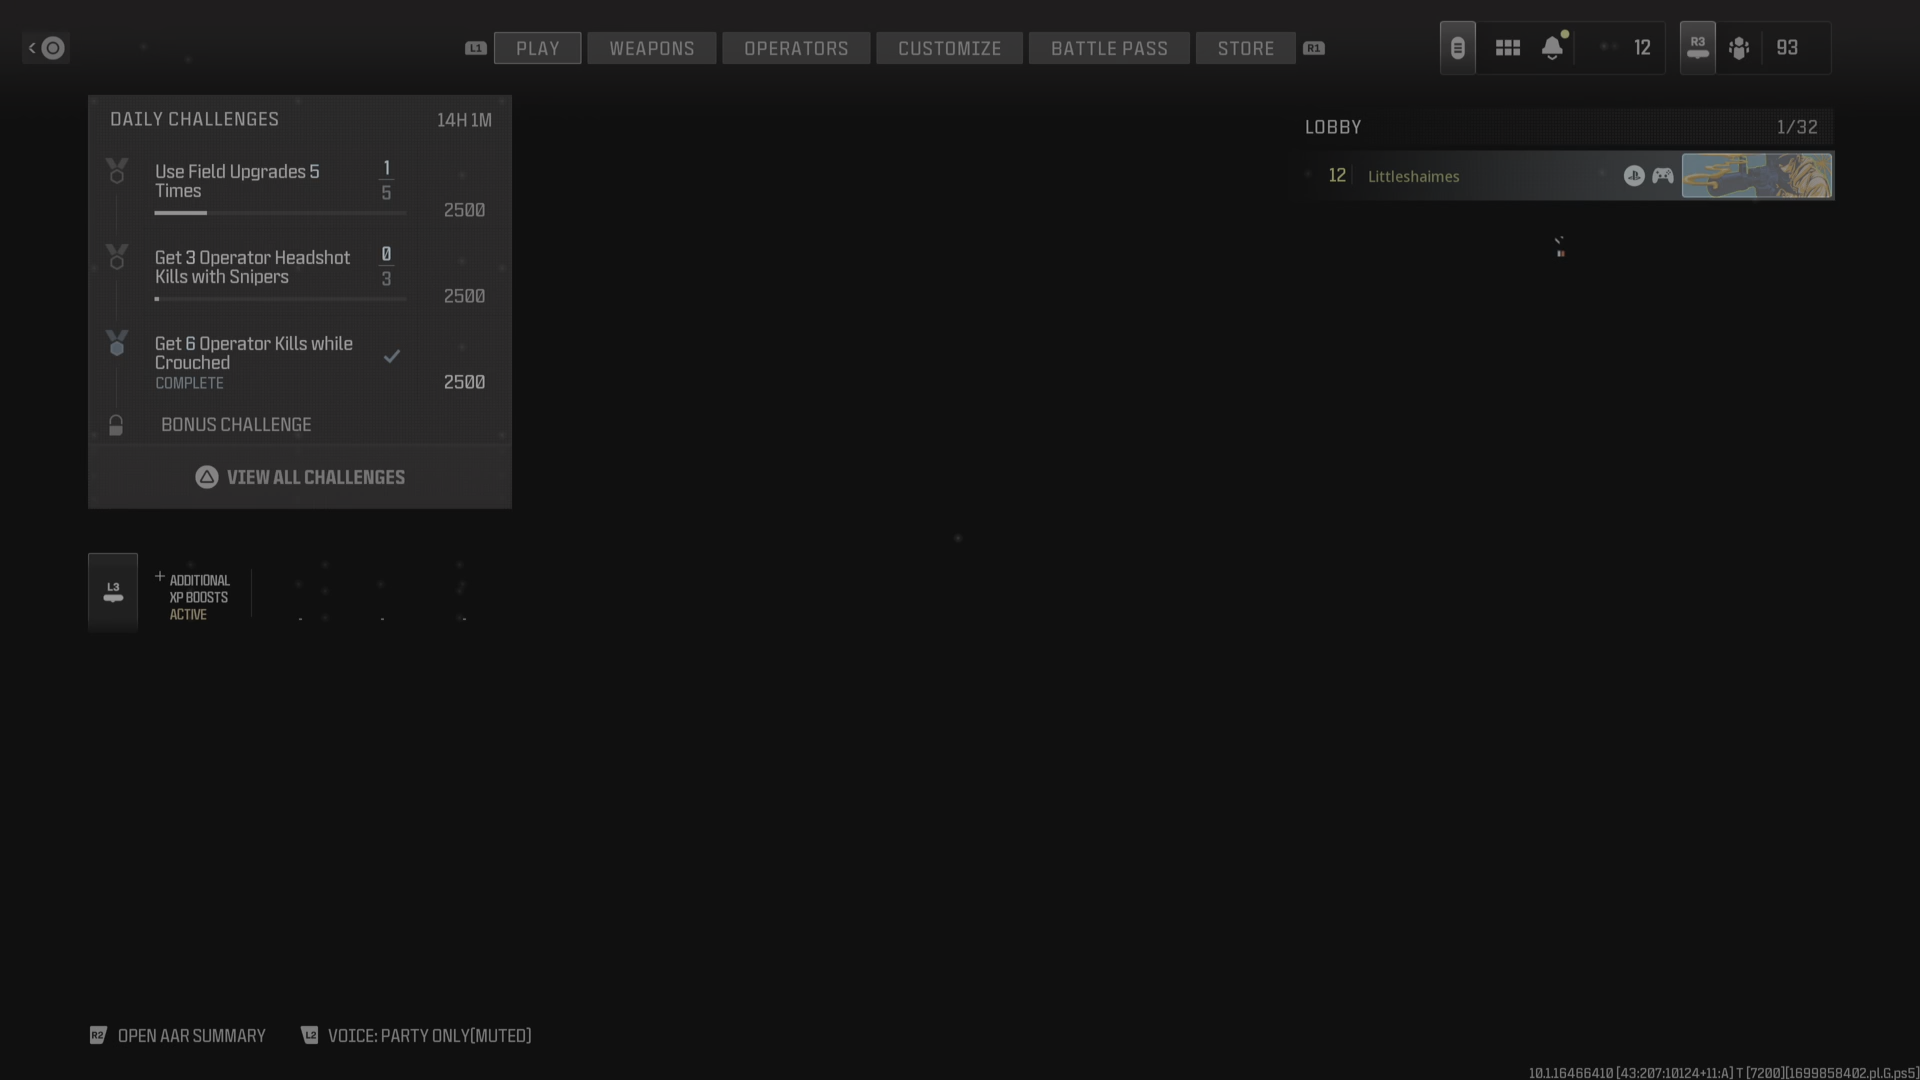 L1 PLAY WEAPONS OPERATORS CUSTOMIZE BATTLE PASS STORE R1
12 R3 93
DAILY CHALLENGES 14H 1M
Use Field Upgrades 5
Times
1
5
2500
Get 3 Operator Headshot
Kills with Snipers
0
3
2500
Get 6 Operator Kills while
Crouched
COMPLETE
2500
BONUS CHALLENGE
VIEW ALL CHALLENGES
L3
+ ADDITIONAL
XP BOOSTS
ACTIVE
LOBBY 1/32
12 Littleshaimes
R2 OPEN AAR SUMMARY L2 VOICE: PARTY ONLY[MUTED]
10.1.16466410 [43:207:10124+11:A] T [7200][1699858402.pl.G.ps5]